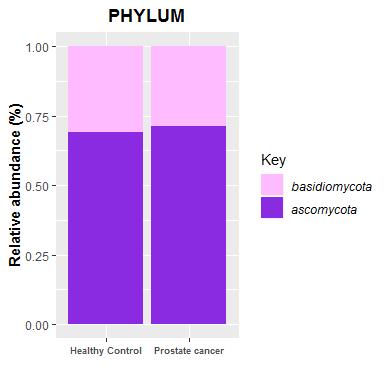 PHYLUM
Relative abundance (%)
1.00
0.75
0.50
0.25
0.00
Healthy Control
Prostate cancer
Key
basidiomycota
ascomycota